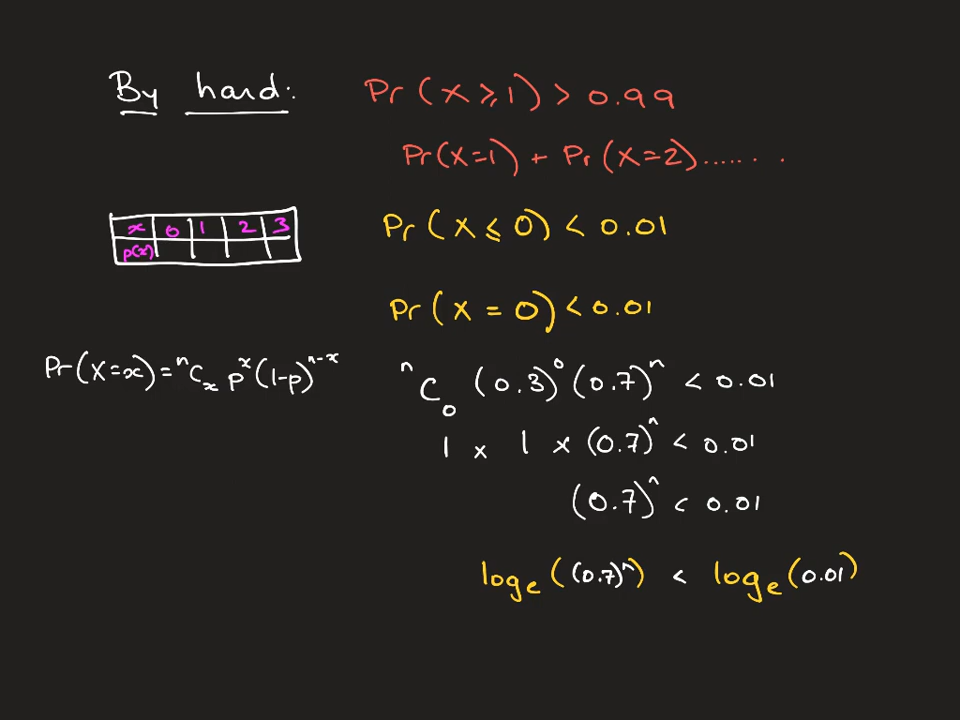 By hand: Pr(X≥1) > 0.99
Pr(X=1) + Pr(X=2).......
x 0 1 2 3
p(x)
Pr(X≤0) < 0.01
Pr(X=0) < 0.01
Pr(X=x) = ⁿCₓ pˣ(1-p)ⁿ⁻ˣ
ⁿC₀ (0.3)⁰ (0.7)ⁿ < 0.01
1 × 1 × (0.7)ⁿ < 0.01
(0.7)ⁿ < 0.01
logₑ((0.7)ⁿ) < logₑ(0.01)